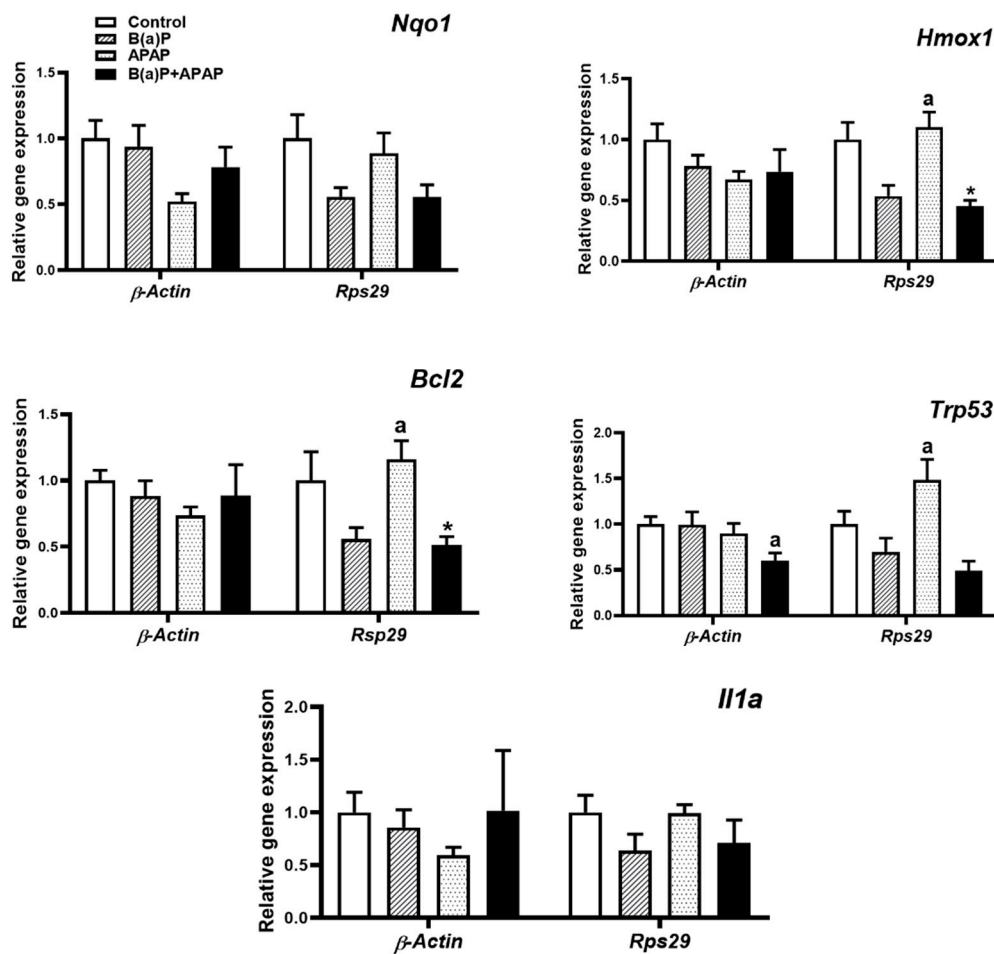 Control
B(a)P
APAP
B(a)P+APAP
Nqo1
Relative gene expression
1.5
1.0
0.5
0.0
β-Actin
Rps29
Hmox1
Relative gene expression
1.5
1.0
0.5
0.0
a
*
β-Actin
Rps29
Bcl2
Relative gene expression
1.5
1.0
0.5
0.0
a
*
β-Actin
Rsp29
Trp53
Relative gene expression
2.0
1.5
1.0
0.5
0.0
a
a
β-Actin
Rps29
Il1a
Relative gene expression
2.0
1.5
1.0
0.5
0.0
β-Actin
Rps29